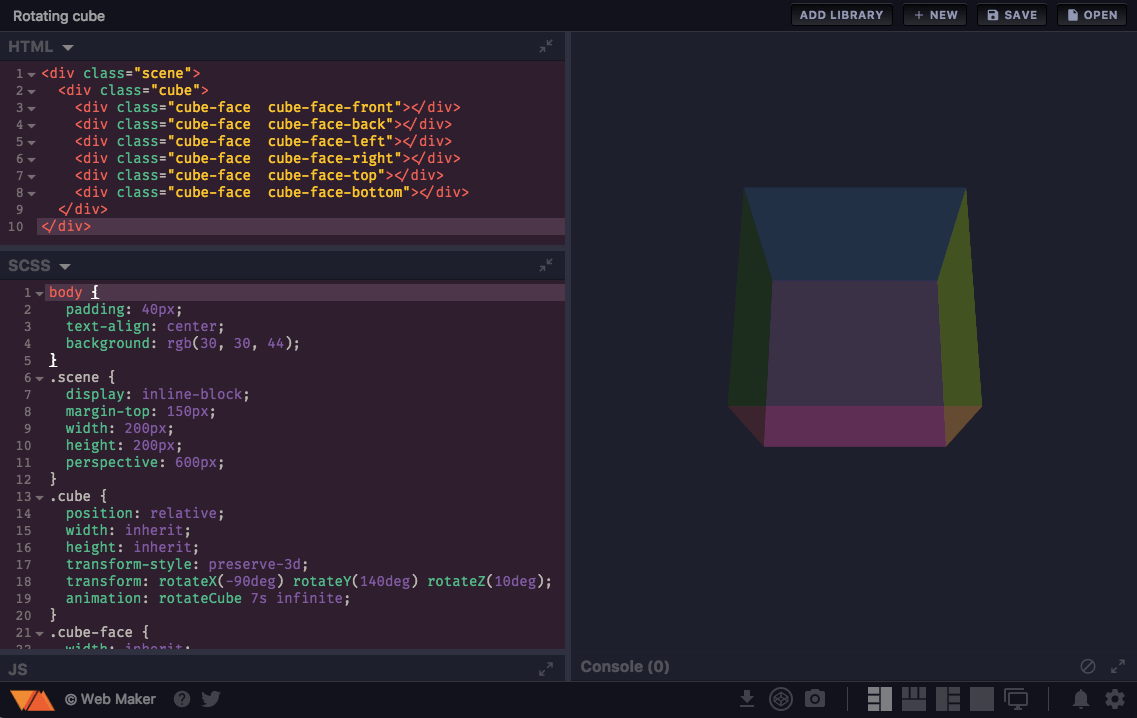 Rotating cube
ADD LIBRARY
+ NEW
SAVE
OPEN
HTML
1 <div class="scene">
2 <div class="cube">
3 <div class="cube-face  cube-face-front"></div>
4 <div class="cube-face  cube-face-back"></div>
5 <div class="cube-face  cube-face-left"></div>
6 <div class="cube-face  cube-face-right"></div>
7 <div class="cube-face  cube-face-top"></div>
8 <div class="cube-face  cube-face-bottom"></div>
9 </div>
10 </div>
SCSS
1 body {
2 padding: 40px;
3 text-align: center;
4 background: rgb(30, 30, 44);
5 }
6 .scene {
7 display: inline-block;
8 margin-top: 150px;
9 width: 200px;
10 height: 200px;
11 perspective: 600px;
12 }
13 .cube {
14 position: relative;
15 width: inherit;
16 height: inherit;
17 transform-style: preserve-3d;
18 transform: rotateX(-90deg) rotateY(140deg) rotateZ(10deg);
19 animation: rotateCube 7s infinite;
20 }
21 .cube-face {
22 width: inherit;
JS
Console (0)
© Web Maker